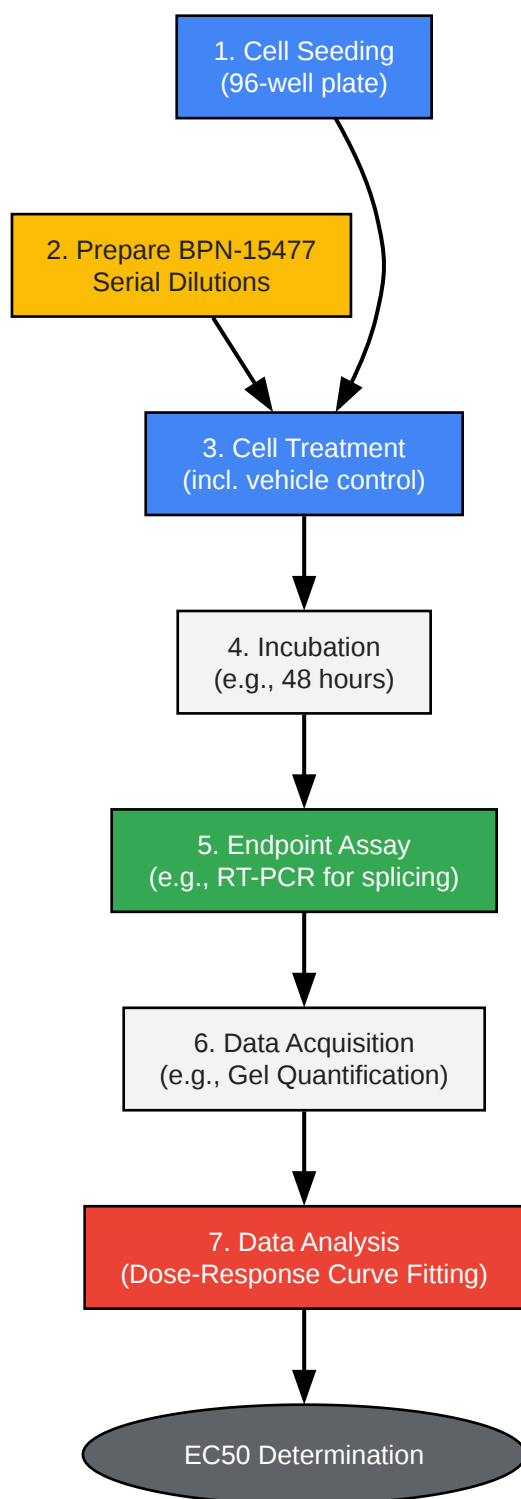 1. Cell Seeding
(96-well plate)
2. Prepare BPN-15477
Serial Dilutions
3. Cell Treatment
(incl. vehicle control)
4. Incubation
(e.g., 48 hours)
5. Endpoint Assay
(e.g., RT-PCR for splicing)
6. Data Acquisition
(e.g., Gel Quantification)
7. Data Analysis
(Dose-Response Curve Fitting)
EC50 Determination